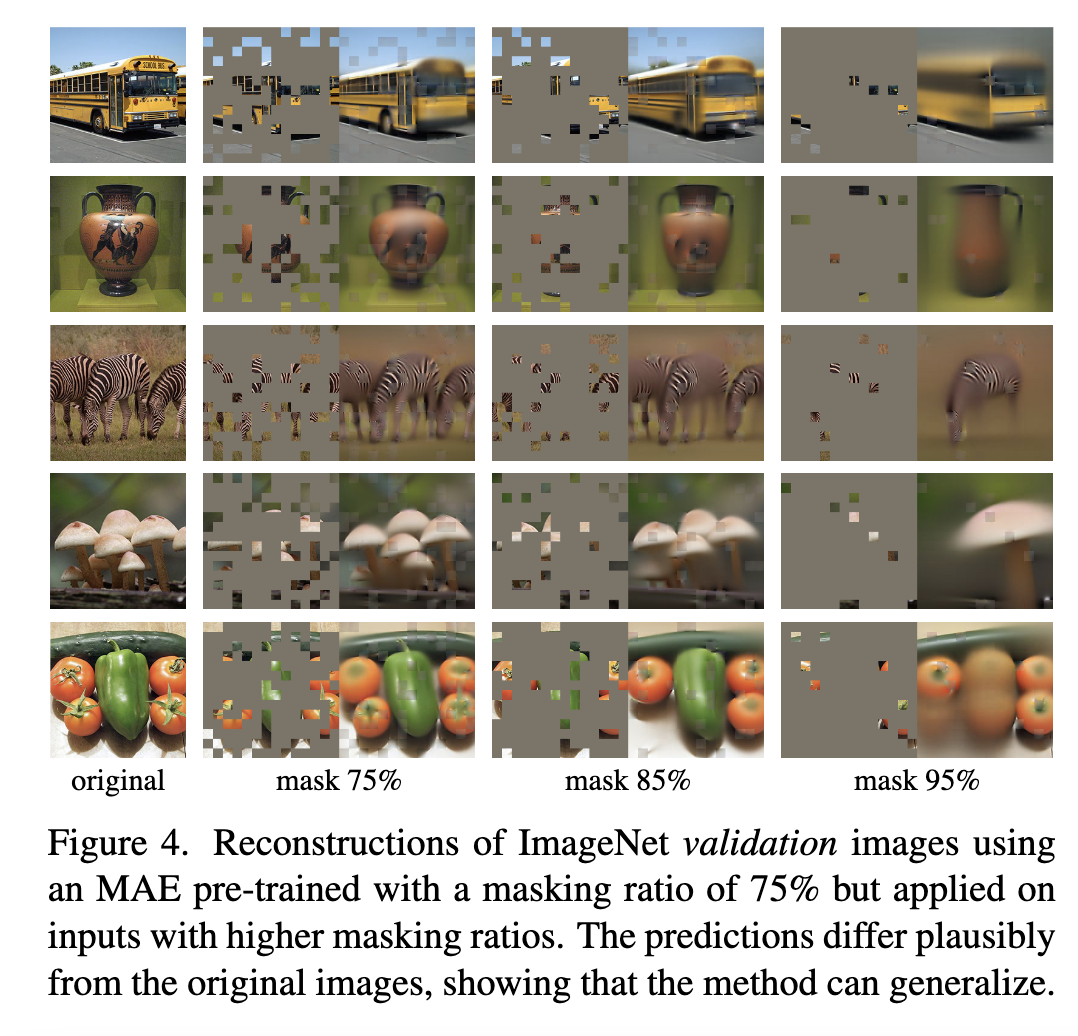 SCHOOL BUS
original mask 75% mask 85% mask 95%
Figure 4. Reconstructions of ImageNet validation images using
an MAE pre-trained with a masking ratio of 75% but applied on
inputs with higher masking ratios. The predictions differ plausibly
from the original images, showing that the method can generalize.